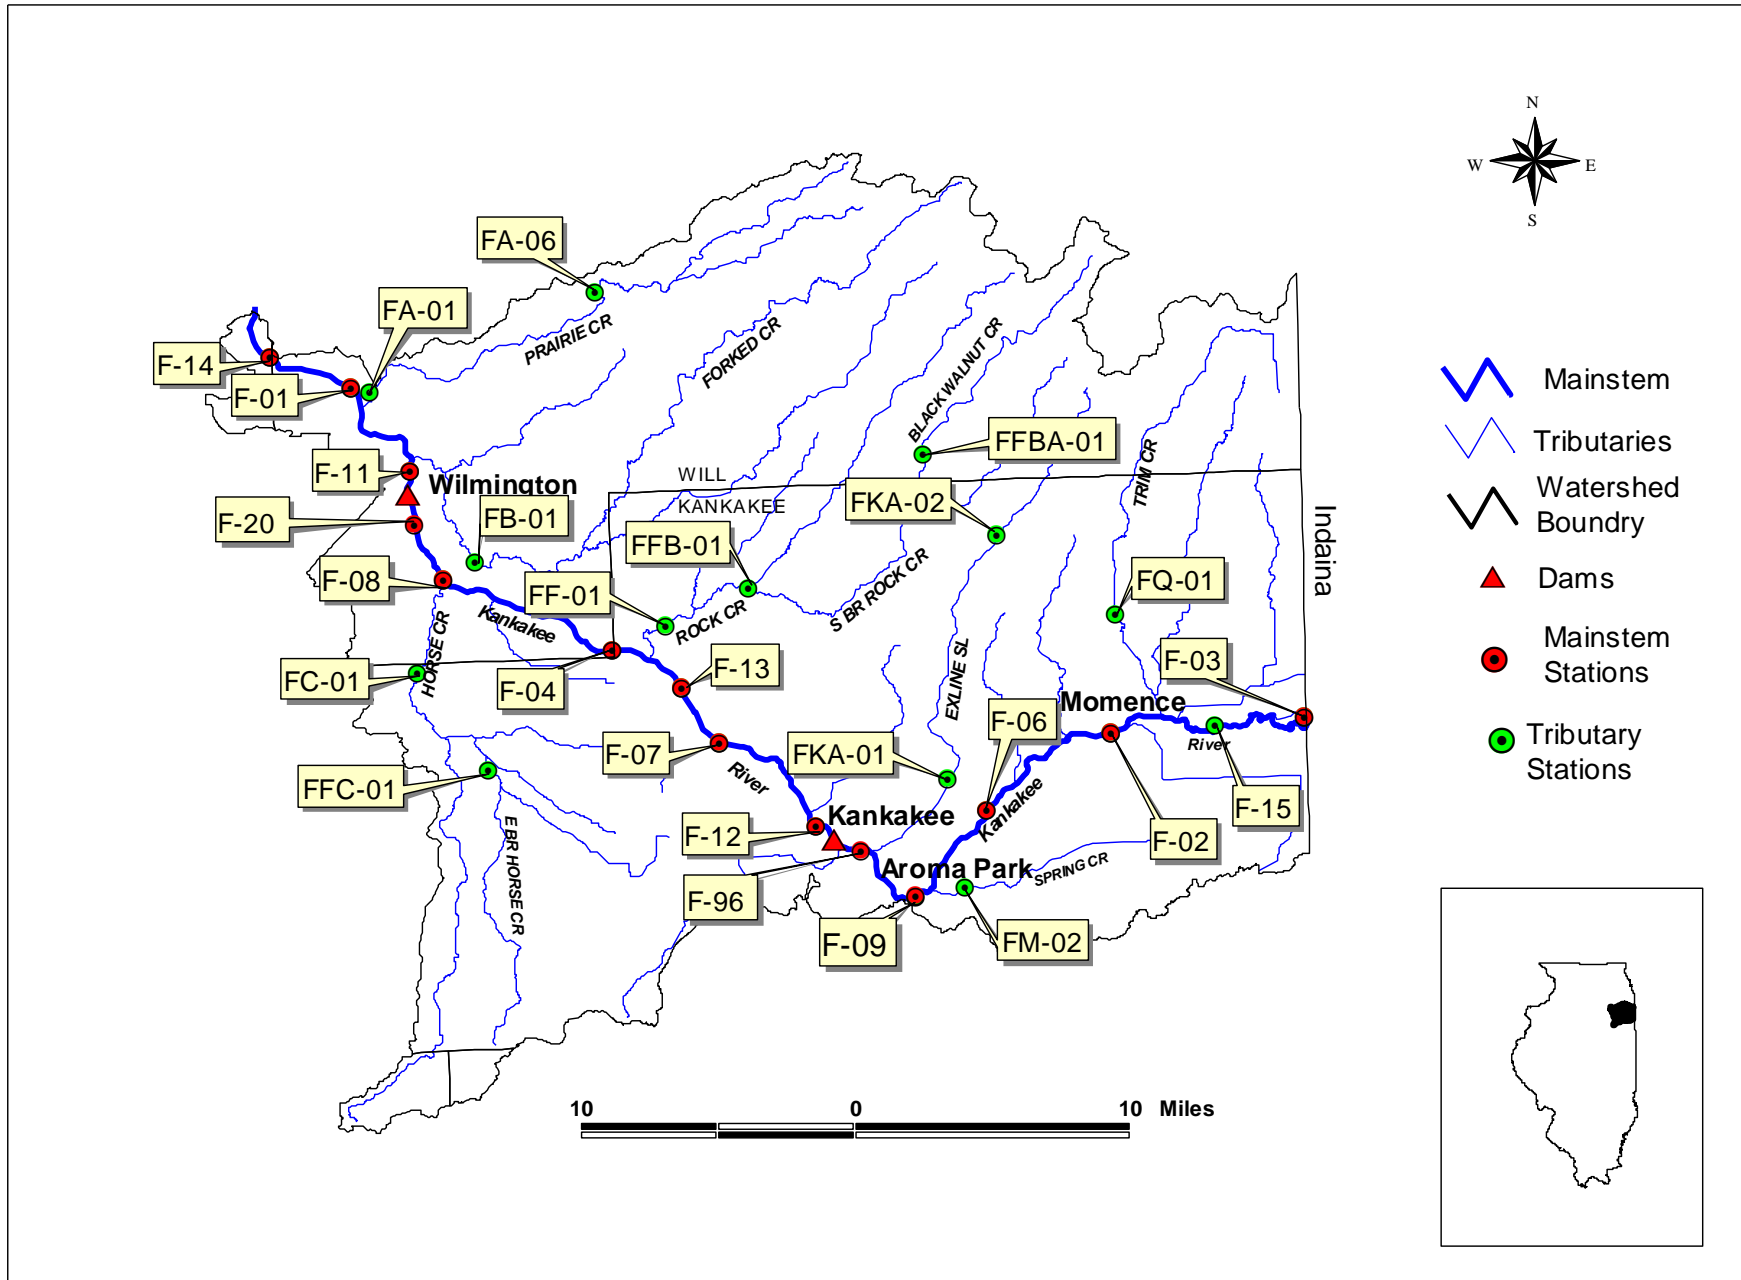 N
W E
S
FA-06
FA-01
PRAIRIE CR
FORKED CR
BLACK WALNUT CR
F-14
F-01
Mainstem
Tributaries
FFBA-01
TRIM CR
F-11
WILL
Wilmington
KANKAKEE
FKA-02
Watershed
Boundry
F-20
FB-01
FFB-01
Indaina
F-08
FF-01
S BR ROCK CR
FQ-01
Dams
Kankakee
ROCK CR
HORSE CR
FC-01
F-04
F-13
EXLINE SL
F-03
Mainstem
Stations
Momence
F-06
F-07
River
FKA-01
River
Tributary
Stations
FFC-01
F-15
Kankakee
Kankakee
F-12
F-02
E BR HORSE CR
Aroma Park
SPRING CR
F-96
F-09
FM-02
10 0 10 Miles